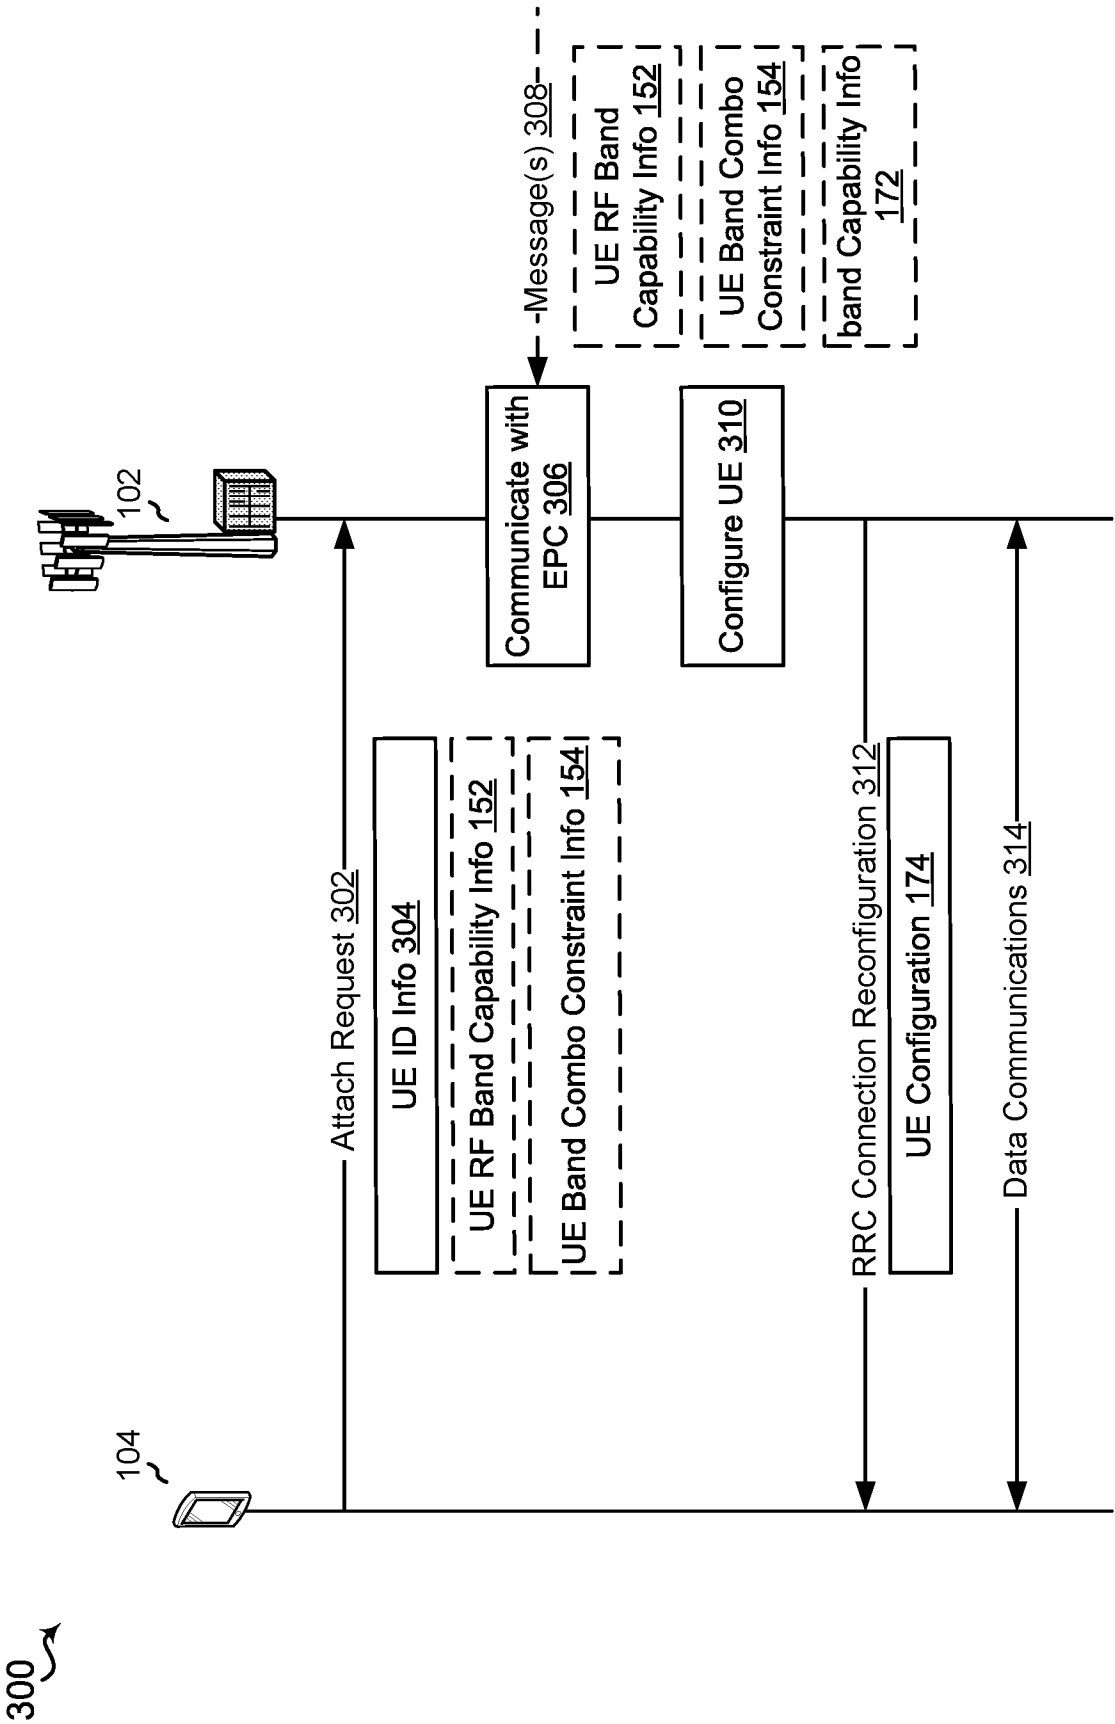 300
104
102
Attach Request 302
UE ID Info 304
UE RF Band Capability Info 152
UE Band Combo Constraint Info 154
Communicate with
EPC 306
Message(s) 308
UE RF Band
Capability Info 152
UE Band Combo
Constraint Info 154
band Capability Info
172
Configure UE 310
RRC Connection Reconfiguration 312
UE Configuration 174
Data Communications 314